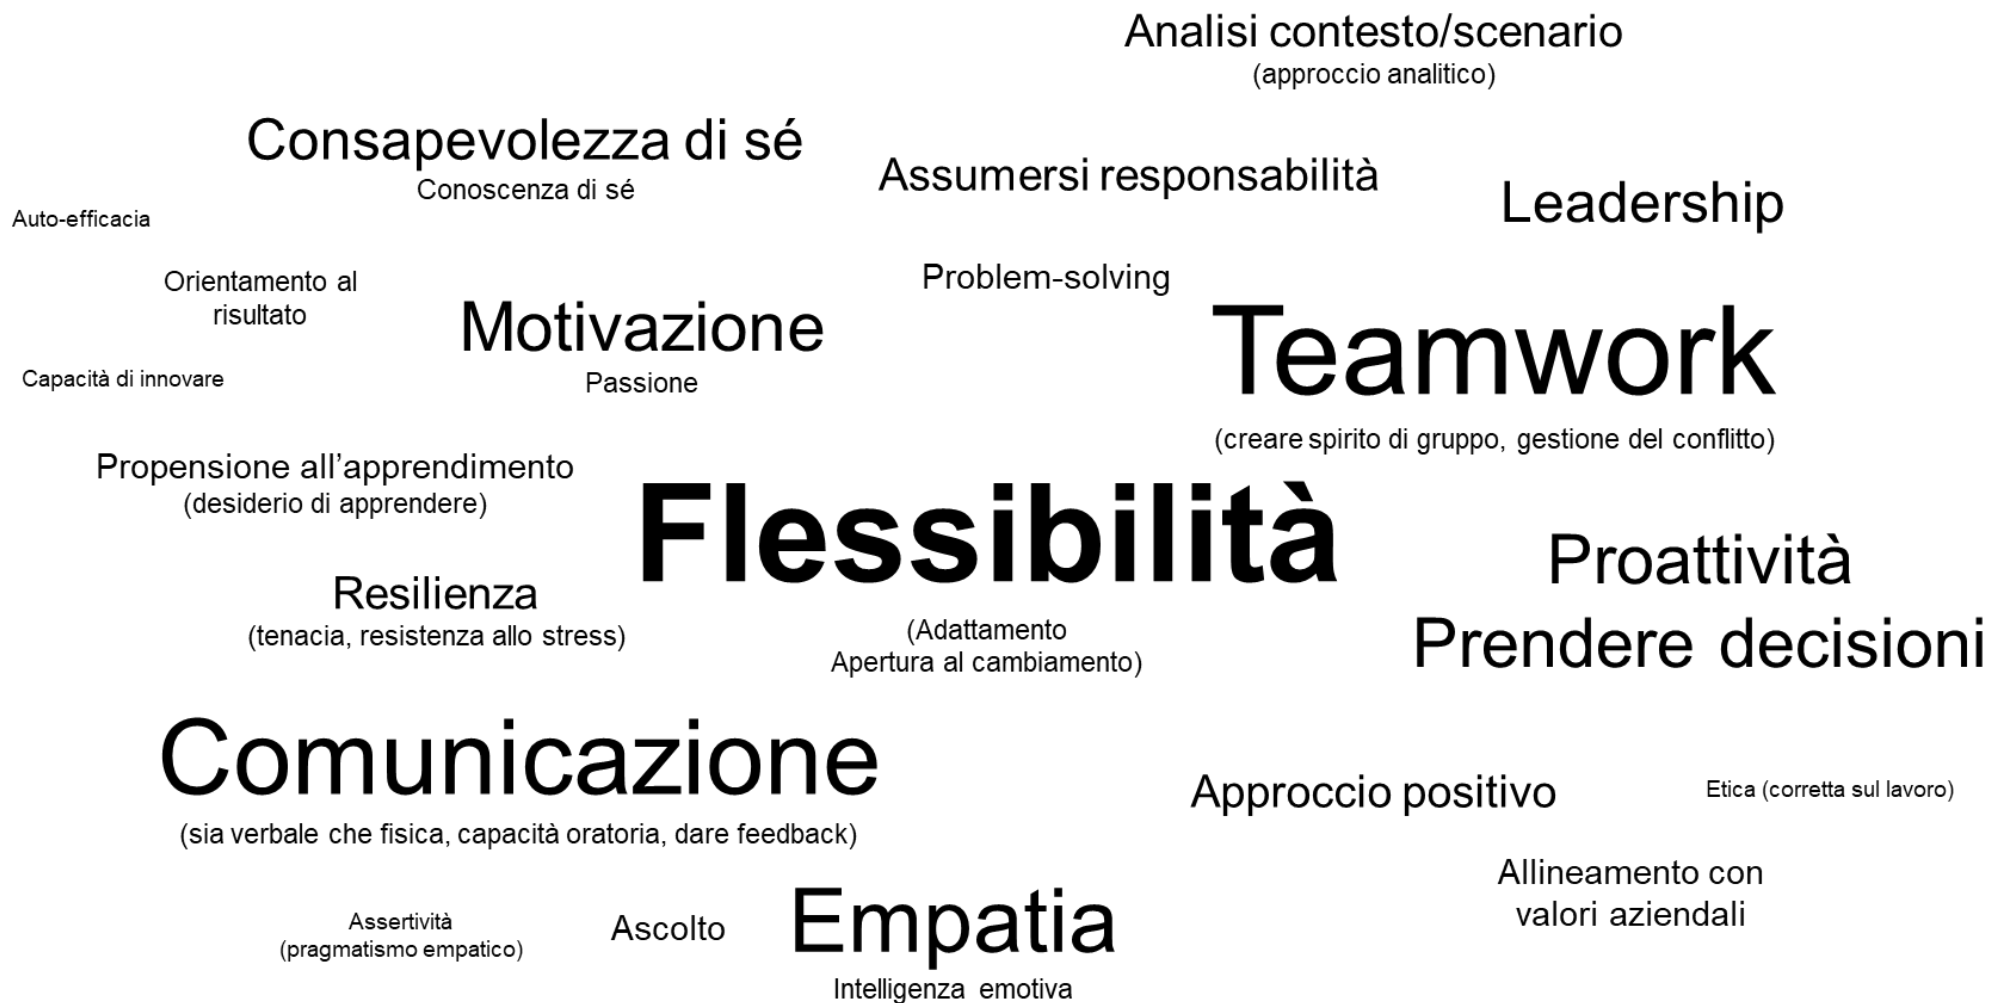 Analisi contesto/scenario
(approccio analitico)
Consapevolezza di sé
Conoscenza di sé
Assumersi responsabilità
Leadership
Auto-efficacia
Orientamento al
risultato
Problem-solving
Motivazione
Passione
Teamwork
(creare spirito di gruppo, gestione del conflitto)
Capacità di innovare
Propensione all’apprendimento
(desiderio di apprendere)
Flessibilità
(Adattamento
Apertura al cambiamento)
Proattività
Prendere decisioni
Resilienza
(tenacia, resistenza allo stress)
Comunicazione
(sia verbale che fisica, capacità oratoria, dare feedback)
Approccio positivo
Etica (corretta sul lavoro)
Allineamento con
valori aziendali
Assertività
(pragmatismo empatico)
Ascolto
Empatia
Intelligenza emotiva